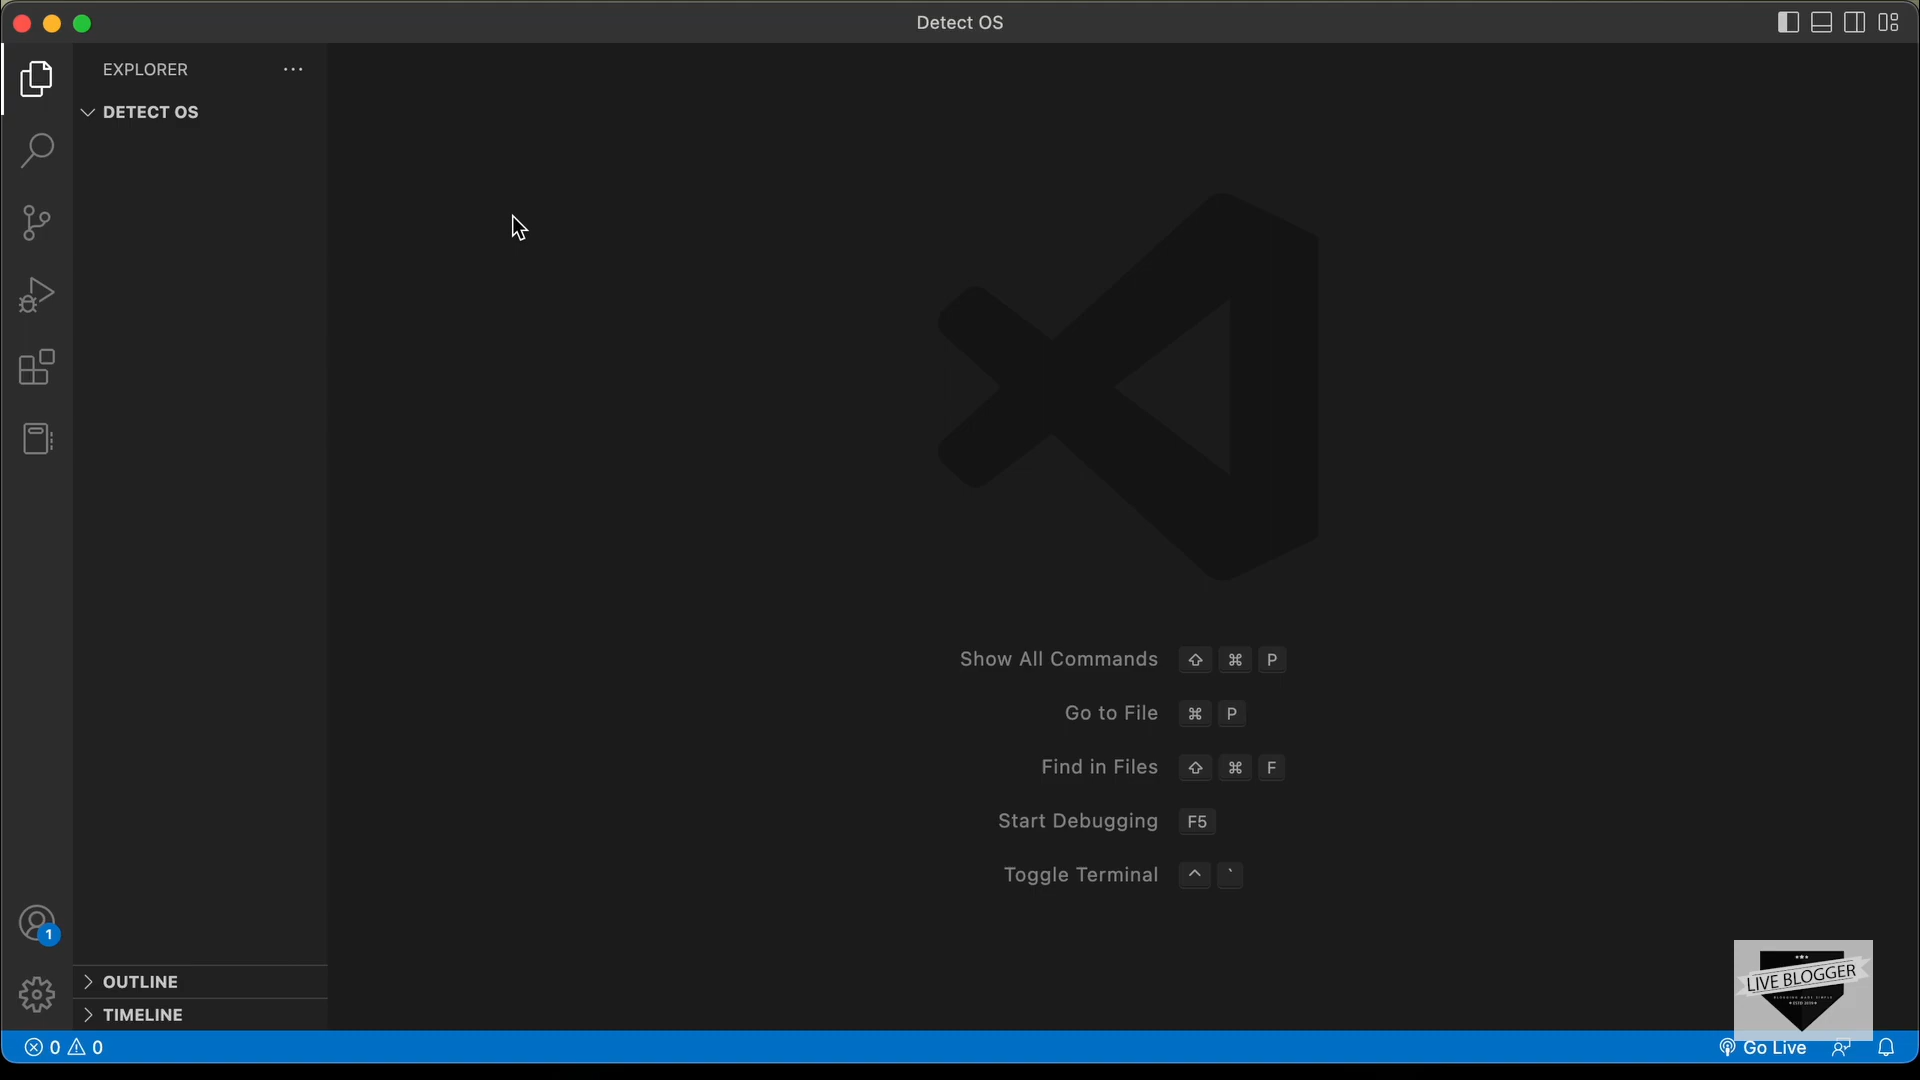 Detect OS
EXPLORER ...
DETECT OS
Show All Commands ⇧ ⌘ P
Go to File ⌘ P
Find in Files ⇧ ⌘ F
Start Debugging F5
Toggle Terminal ^ `
1
OUTLINE
TIMELINE
LIVE BLOGGER
0 0
Go Live